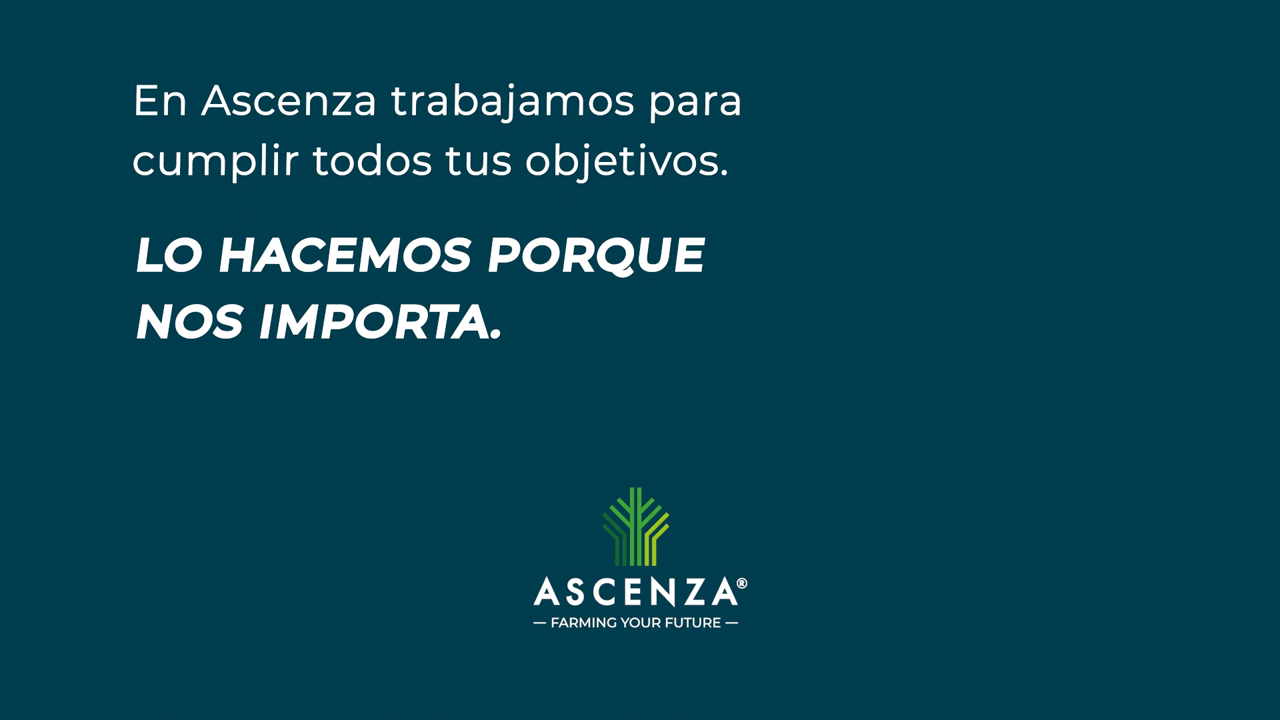 En Ascenza trabajamos para
cumplir todos tus objetivos.
LO HACEMOS PORQUE
NOS IMPORTA.
ASCENZA®
— FARMING YOUR FUTURE —